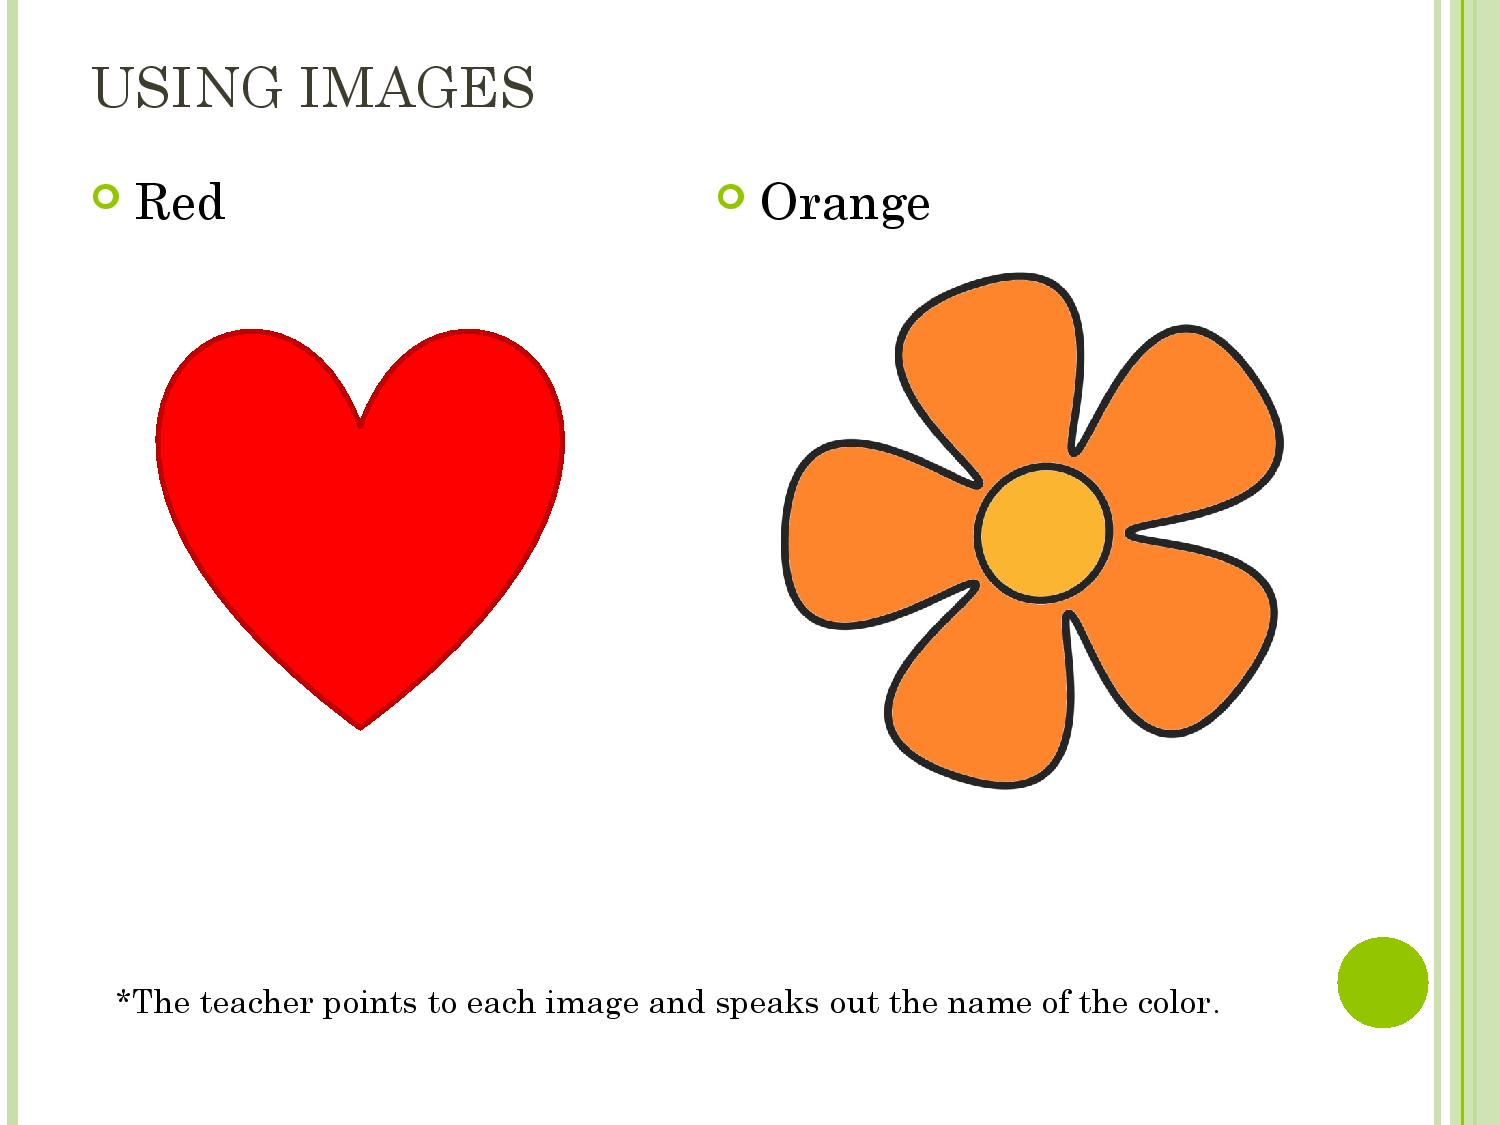 USING IMAGES
Red
Orange
*The teacher points to each image and speaks out the name of the color.